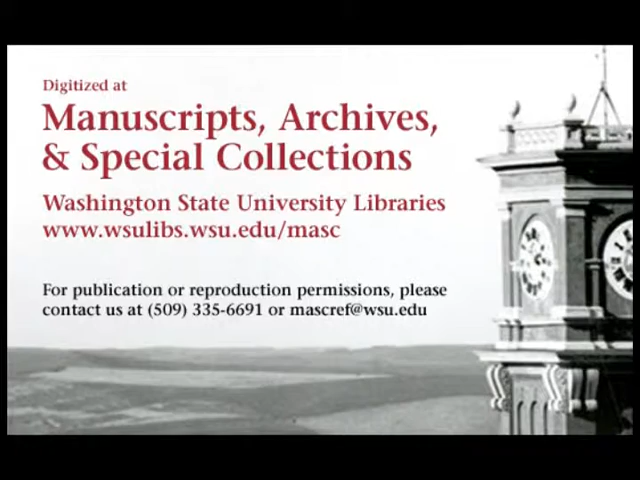 Digitized at
Manuscripts, Archives,
& Special Collections
Washington State University Libraries
www.wsulibs.wsu.edu/masc
For publication or reproduction permissions, please
contact us at (509) 335-6691 or mascref@wsu.edu